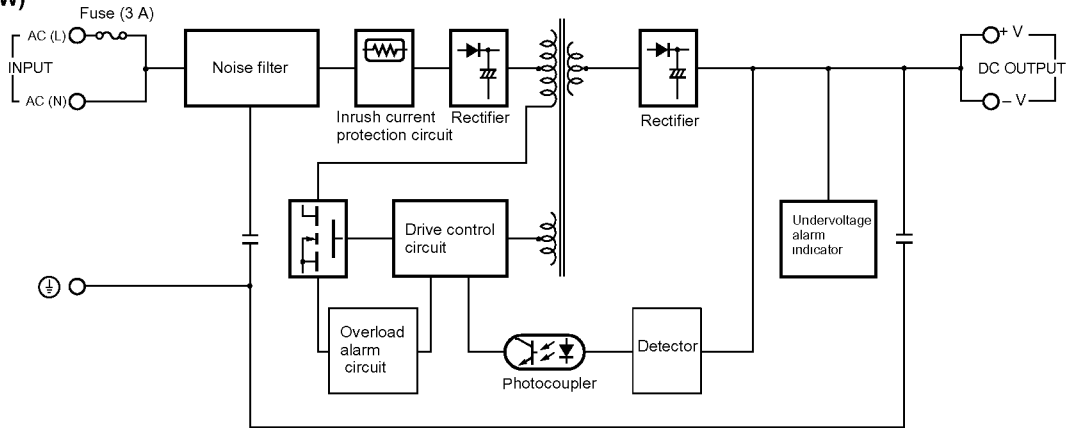 W)
Fuse (3 A)
AC (L)
INPUT
AC (N)
Noise filter
Inrush current
protection circuit
Rectifier
Rectifier
+ V
DC OUTPUT
– V
Drive control
circuit
Undervoltage
alarm
indicator
Overload
alarm
circuit
Photocoupler
Detector